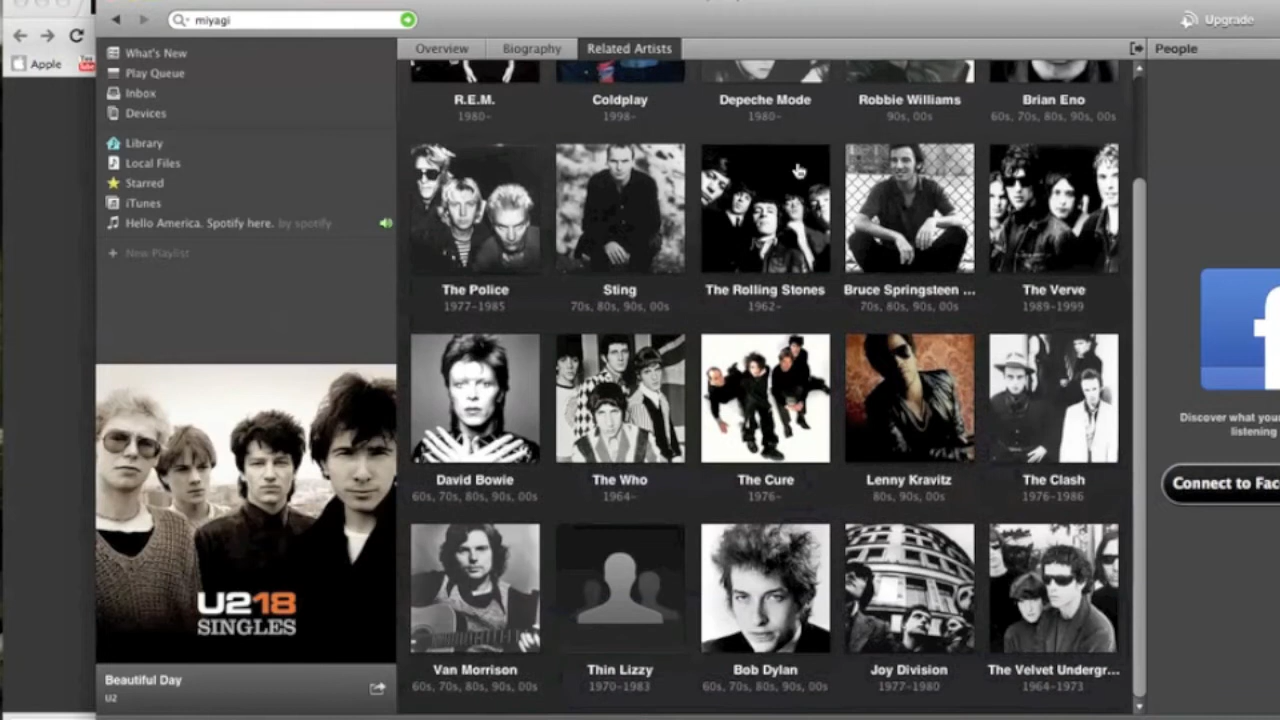 miyagi
Upgrade
Apple
You
Tube
What's New
Play Queue
Inbox
Devices
Library
Local Files
Starred
iTunes
Hello America. Spotify here. by spotify
New Playlist
U218
SINGLES
Beautiful Day
U2
Overview
Biography
Related Artists
R.E.M.
1980-
Coldplay
1998-
Depeche Mode
1980-
Robbie Williams
90s, 00s
Brian Eno
60s, 70s, 80s, 90s, 00s
The Police
1977-1985
Sting
70s, 80s, 90s, 00s
The Rolling Stones
1962-
Bruce Springsteen ...
70s, 80s, 90s, 00s
The Verve
1989-1999
David Bowie
60s, 70s, 80s, 90s, 00s
The Who
1964-
The Cure
1976-
Lenny Kravitz
80s, 90s, 00s
The Clash
1976-1986
Van Morrison
60s, 70s, 80s, 90s, 00s
Thin Lizzy
1970-1983
Bob Dylan
60s, 70s, 80s, 90s, 00s
Joy Division
1977-1980
The Velvet Undergr...
1964-1973
People
f
Discover what you
listening
Connect to Fac